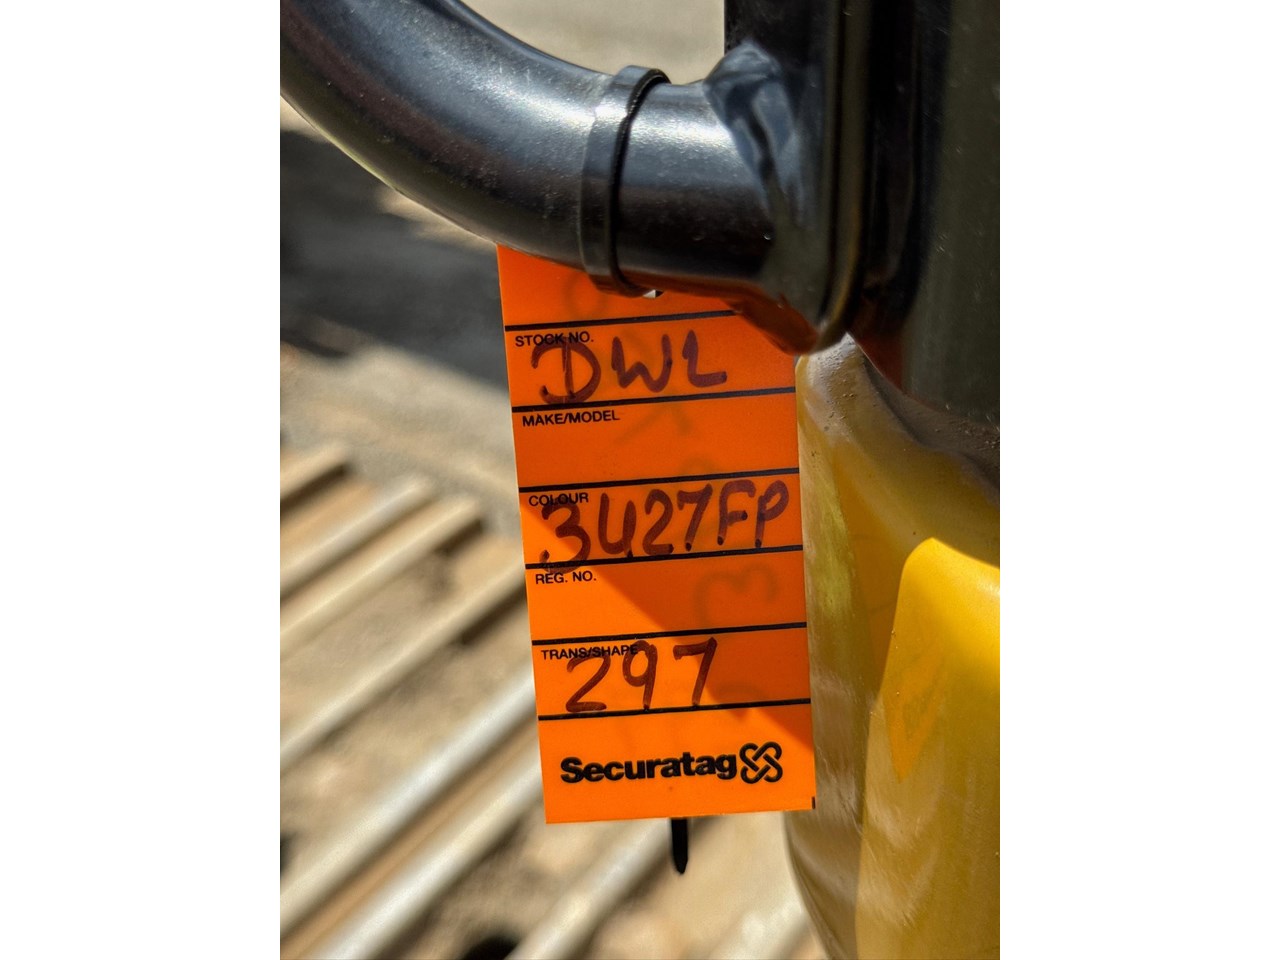 STOCK NO.
DWL
MAKE/MODEL
COLOUR
3427FP
REG. NO.
TRANS/SHAPE
297
Securatag